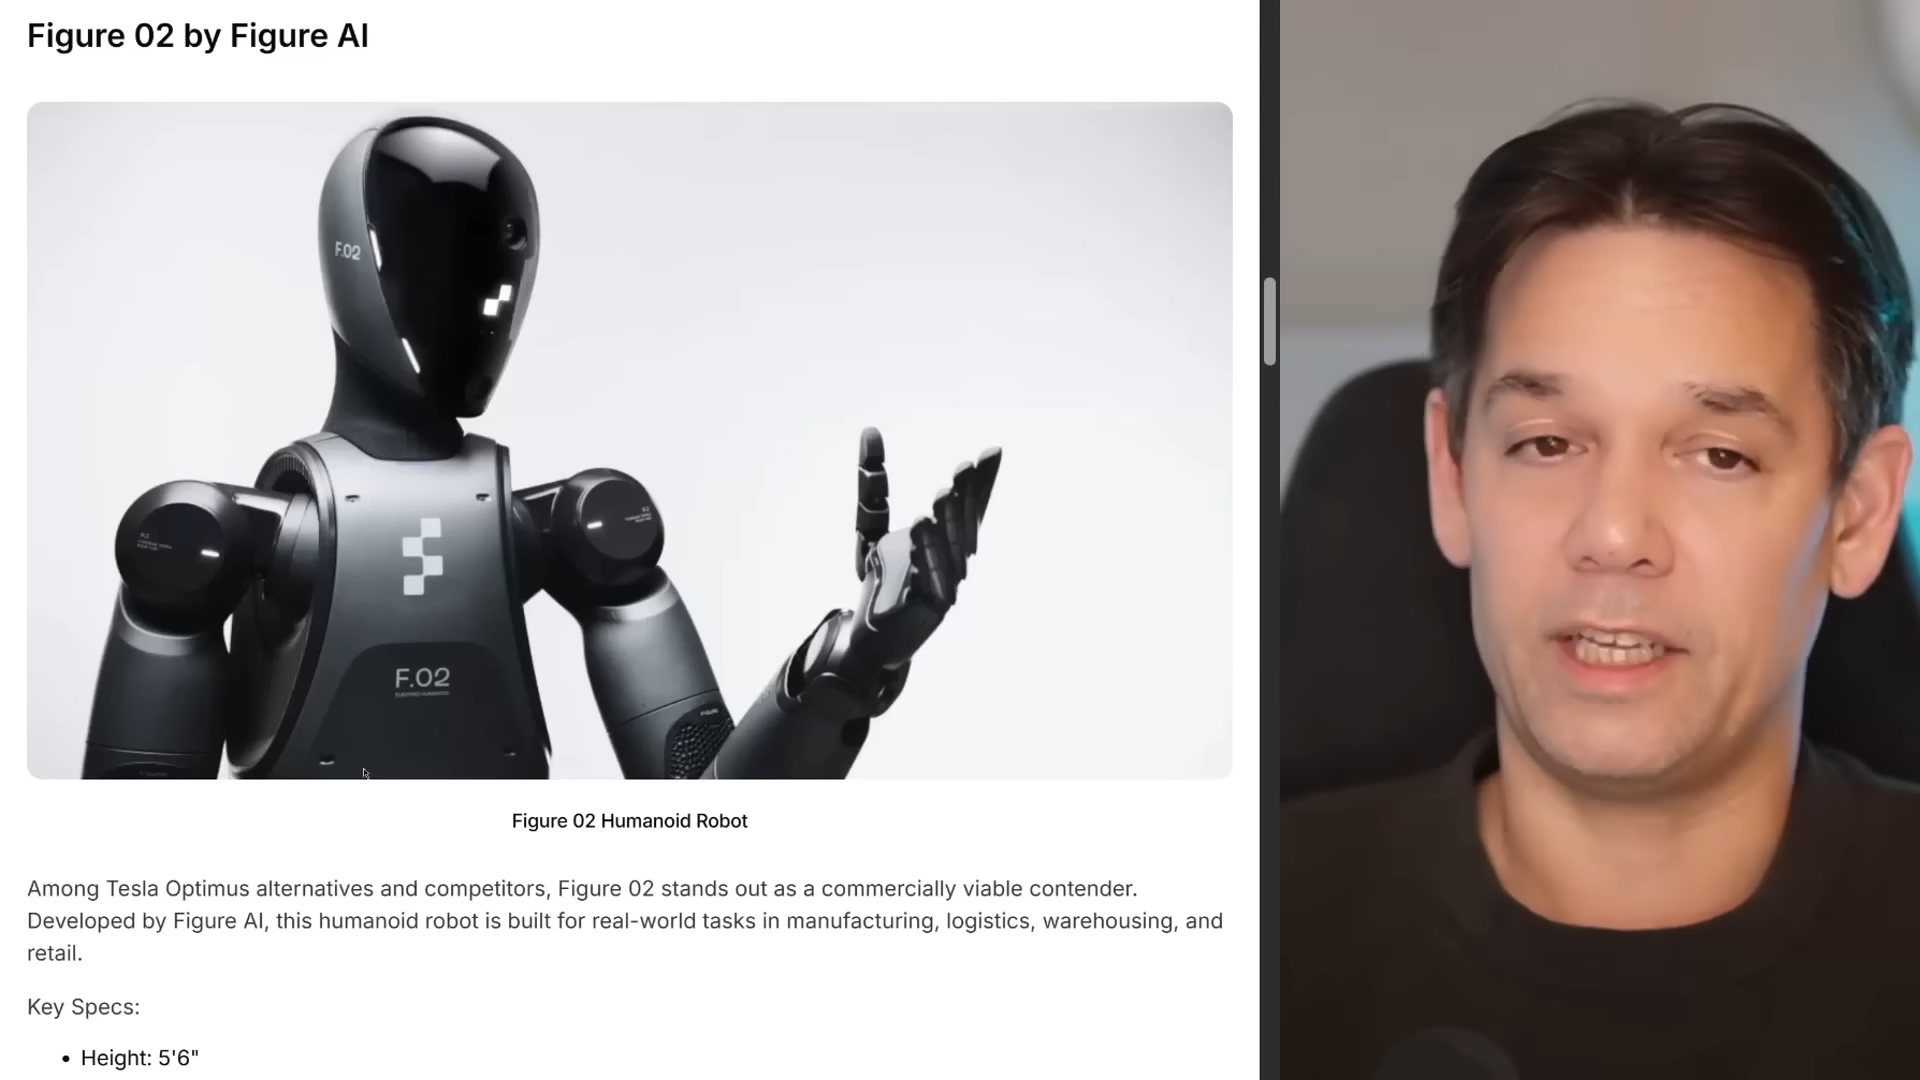 Figure 02 by Figure AI
F.02
F.02
Figure 02 Humanoid Robot
Among Tesla Optimus alternatives and competitors, Figure 02 stands out as a commercially viable contender.
Developed by Figure AI, this humanoid robot is built for real-world tasks in manufacturing, logistics, warehousing, and
retail.
Key Specs:
• Height: 5'6"